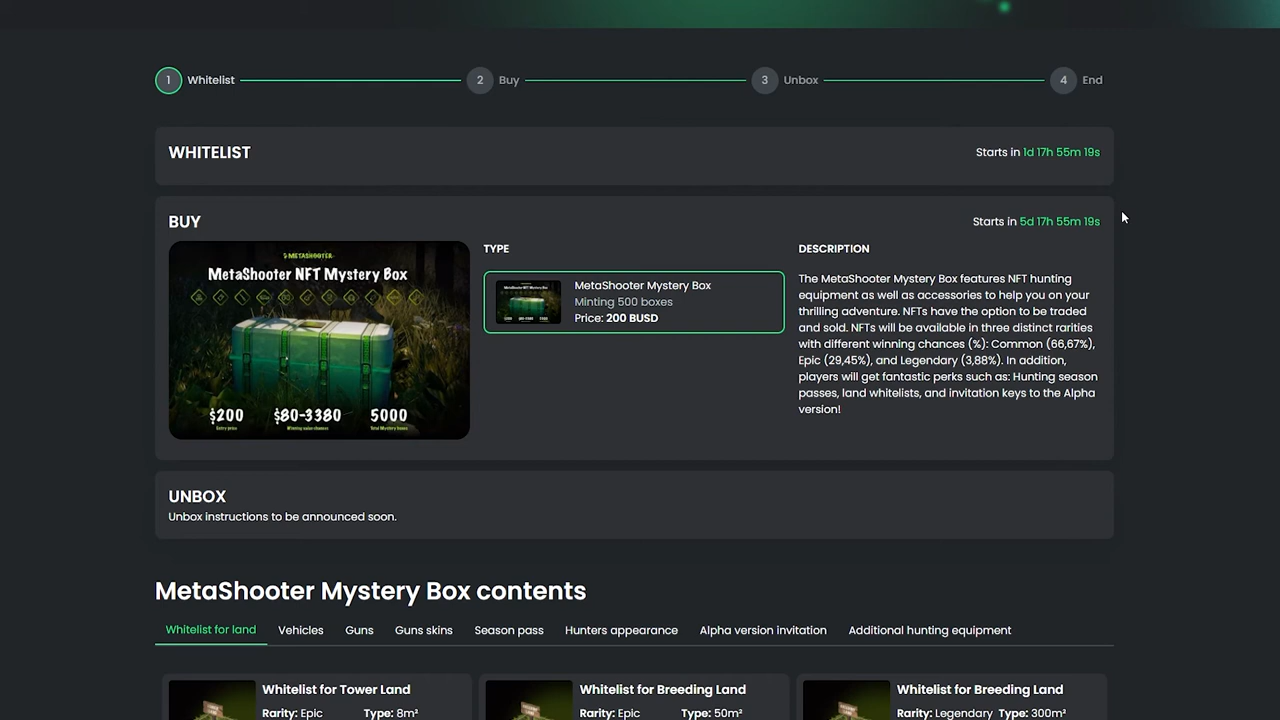 1 Whitelist
2 Buy
3 Unbox
4 End
WHITELIST
Starts in 1d 17h 55m 19s
BUY
Starts in 5d 17h 55m 19s
METASHOOTER
MetaShooter NFT Mystery Box
$200
$80-3380
5000
Entry price
Winning value chances
Total Mystery boxes
TYPE
MetaShooter Mystery Box
Minting 500 boxes
Price: 200 BUSD
DESCRIPTION
The MetaShooter Mystery Box features NFT hunting
equipment as well as accessories to help you on your
thrilling adventure. NFTs have the option to be traded
and sold. NFTs will be available in three distinct rarities
with different winning chances (%): Common (66,67%),
Epic (29,45%), and Legendary (3,88%). In addition,
players will get fantastic perks such as: Hunting season
passes, land whitelists, and invitation keys to the Alpha
version!
UNBOX
Unbox instructions to be announced soon.
MetaShooter Mystery Box contents
Whitelist for land
Vehicles
Guns
Guns skins
Season pass
Hunters appearance
Alpha version invitation
Additional hunting equipment
Whitelist for Tower Land
Rarity: Epic Type: 8m²
Whitelist for Breeding Land
Rarity: Epic Type: 50m²
Whitelist for Breeding Land
Rarity: Legendary Type: 300m²